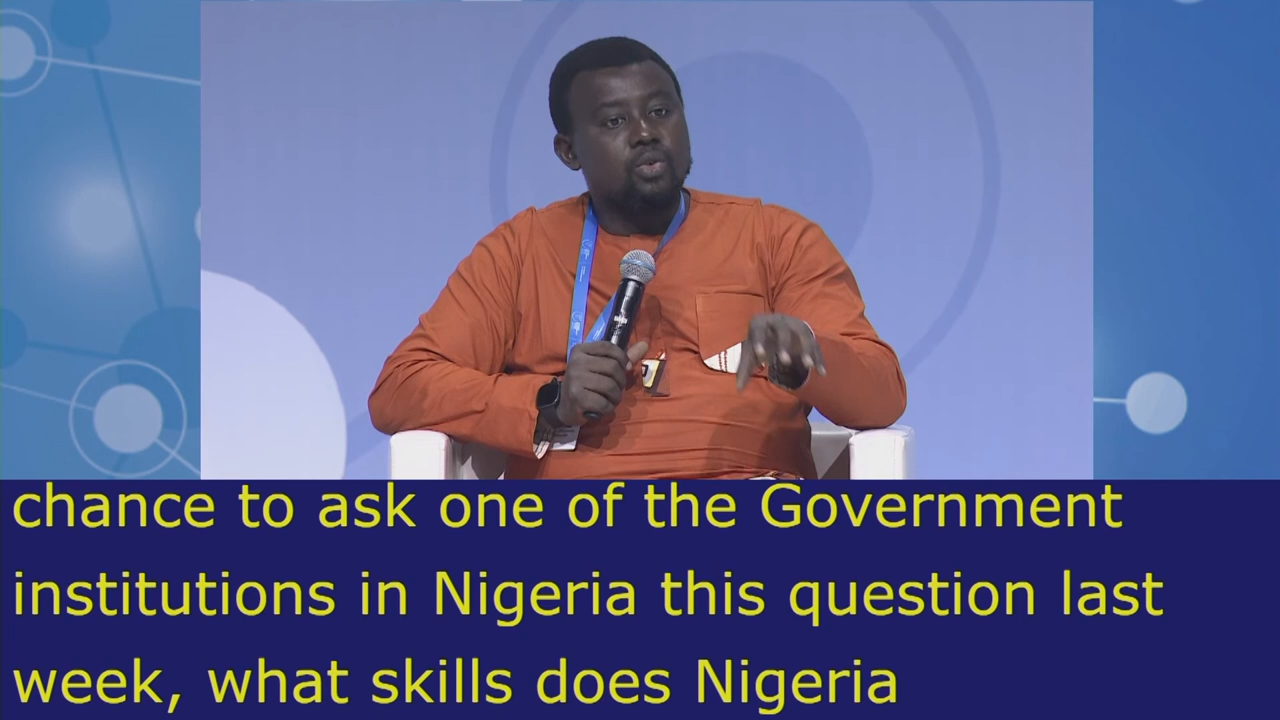 chance to ask one of the Government
institutions in Nigeria this question last
week, what skills does Nigeria